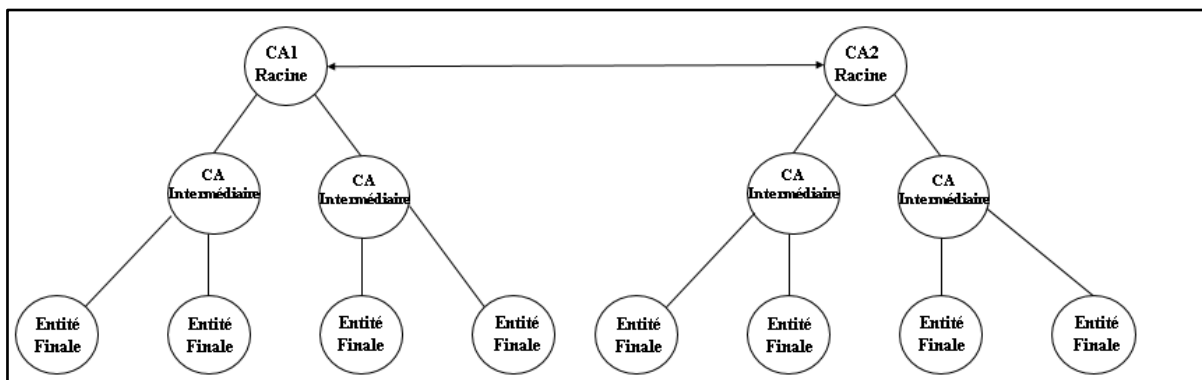 CA1
Racine
CA2
Racine
CA
Intermédiaire
CA
Intermédiaire
CA
Intermédiaire
CA
Intermédiaire
Entité
Finale
Entité
Finale
Entité
Finale
Entité
Finale
Entité
Finale
Entité
Finale
Entité
Finale
Entité
Finale